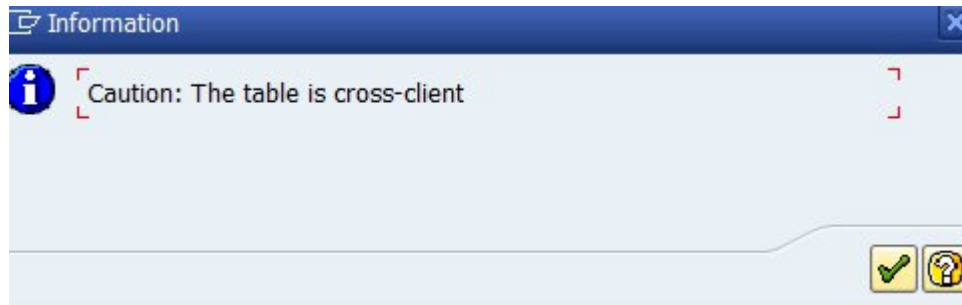 Information
Caution: The table is cross-client